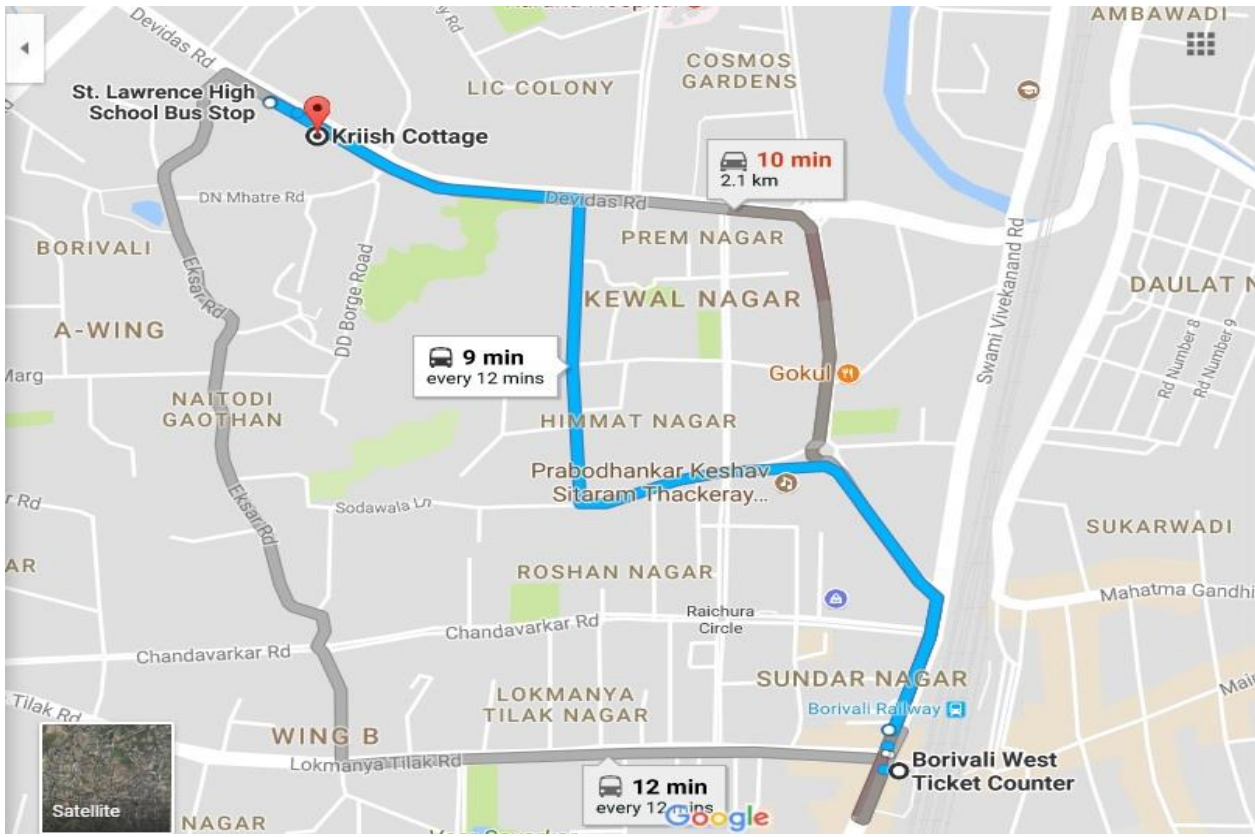 AMBAWADI
Devidas Rd
COSMOS
GARDENS
LIC COLONY
St. Lawrence High
School Bus Stop
Kriish Cottage
10 min
2.1 km
DN Mhatre Rd
Devidas Rd
PREM NAGAR
BORIVALI
Eksar Rd
DD Borge Road
KEWAL NAGAR
Swami Vivekanand Rd
DAULAT N
A-WING
9 min
every 12 mins
Rd Number 8
Rd Number 9
Marg
Gokul
NAITODI
GAOTHAN
HIMMAT NAGAR
Prabodhankar Keshav
Sitaram Thackeray...
Eksar Rd
Sodawala Ln
r Rd
SUKARWADI
AR
ROSHAN NAGAR
Mahatma Gandhi
Raichura
Circle
Chandavarkar Rd
Chandavarkar Rd
SUNDAR NAGAR
LOKMANYA
TILAK NAGAR
Borivali Railway
Tilak Rd
WING B
Lokmanya Tilak Rd
Borivali West
Ticket Counter
12 min
every 12 mins
Google
Satellite
NAGAR